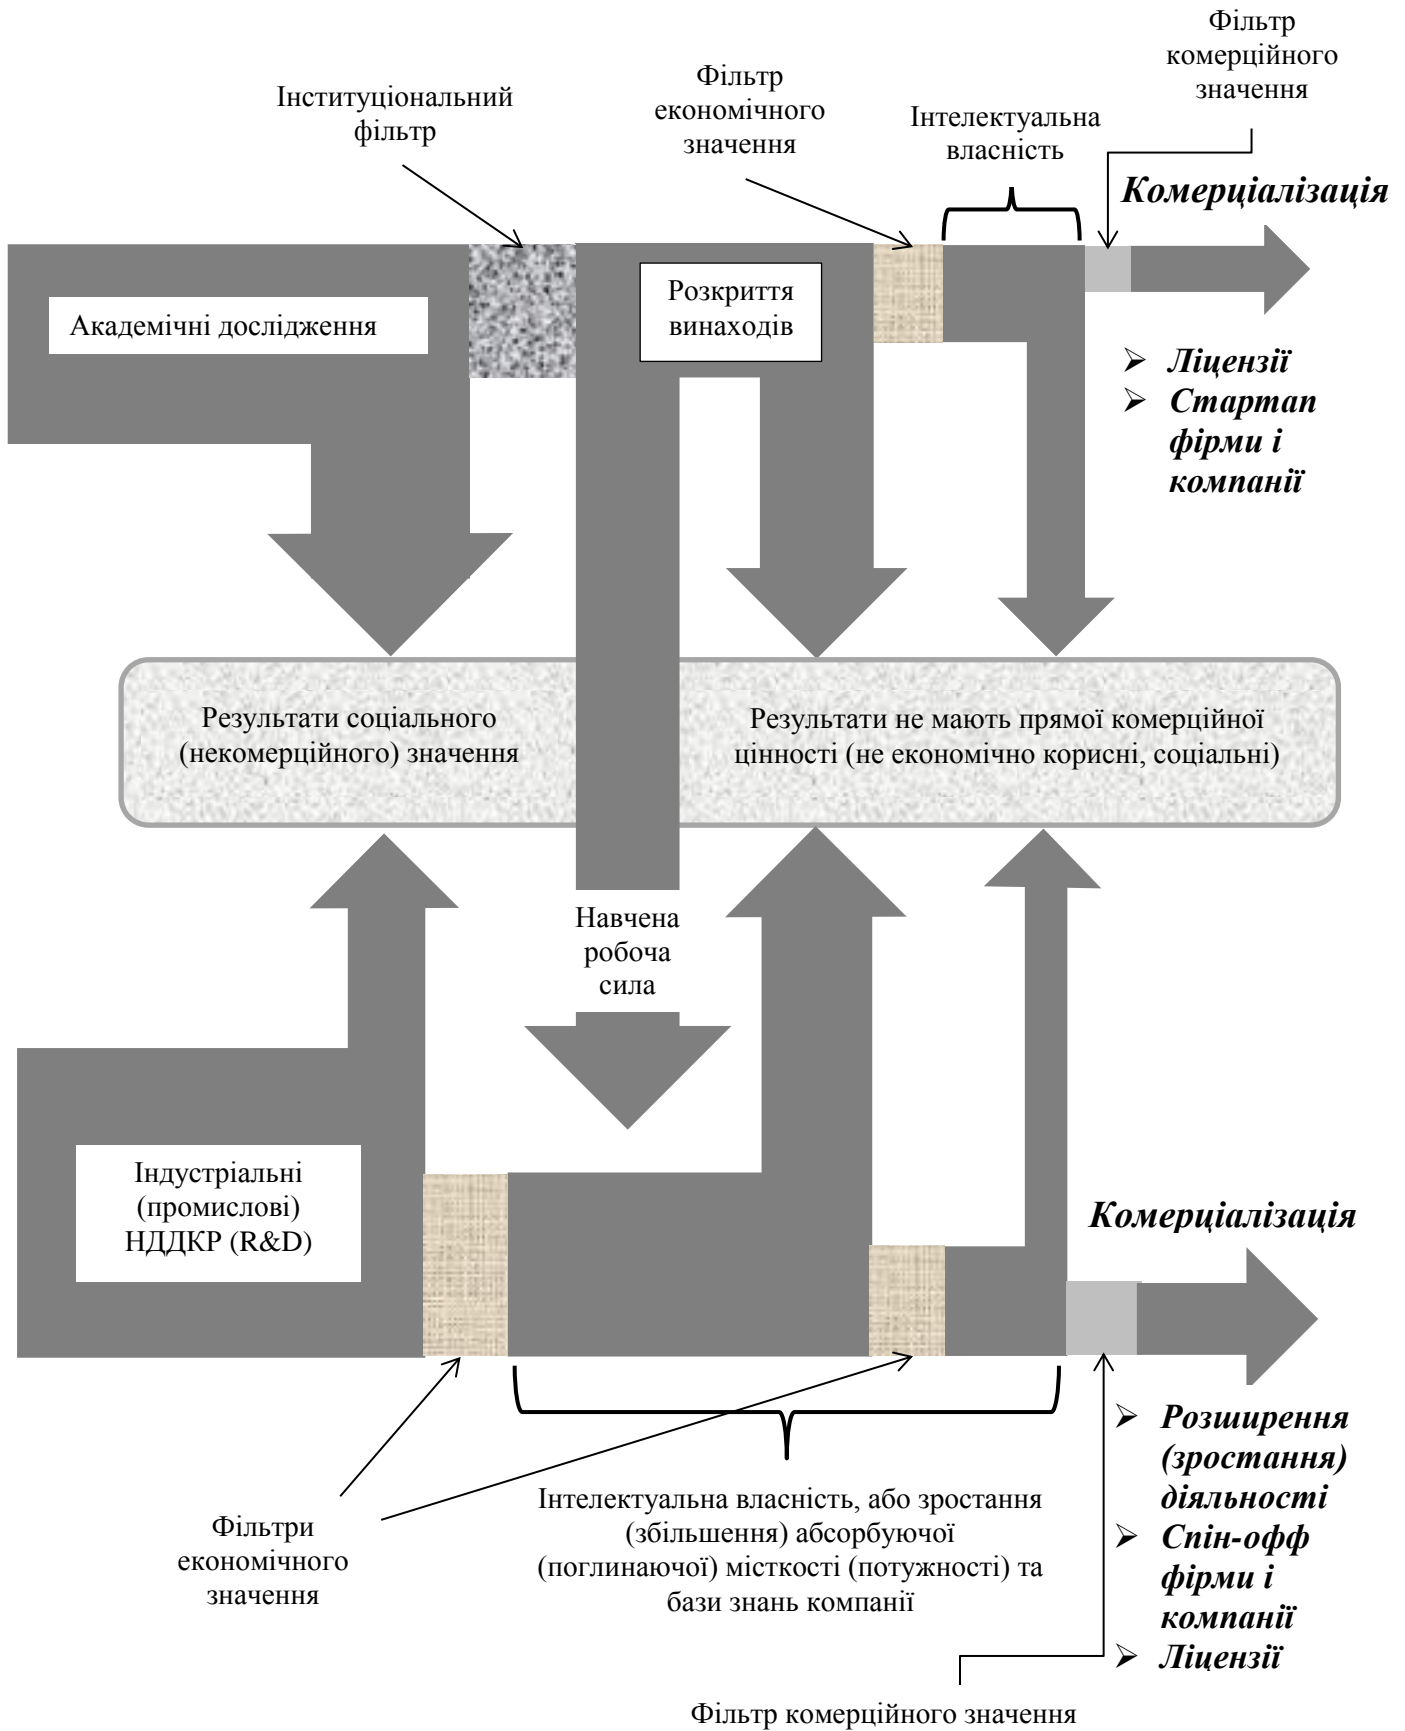 Фільтр
комерційного
значення
Фільтр
економічного
значення
Інституціональний
фільтр
Інтелектуальна
власність
Комерціалізація
Академічні дослідження
Розкриття
винаходів
Ліцензії
Стартап
фірми і
компанії
Результати соціального
(некомерційного) значення
Результати не мають прямої комерційної
цінності (не економічно корисні, соціальні)
Навчена
робоча
сила
Індустріальні
(промислові)
НДДКР (R&D)
Комерціалізація
Розширення
(зростання)
діяльності
Спін-офф
фірми і
компанії
Ліцензії
Фільтри
економічного
значення
Інтелектуальна власність, або зростання
(збільшення) абсорбуючої
(поглинаючої) місткості (потужності) та
бази знань компанії
Фільтр комерційного значення